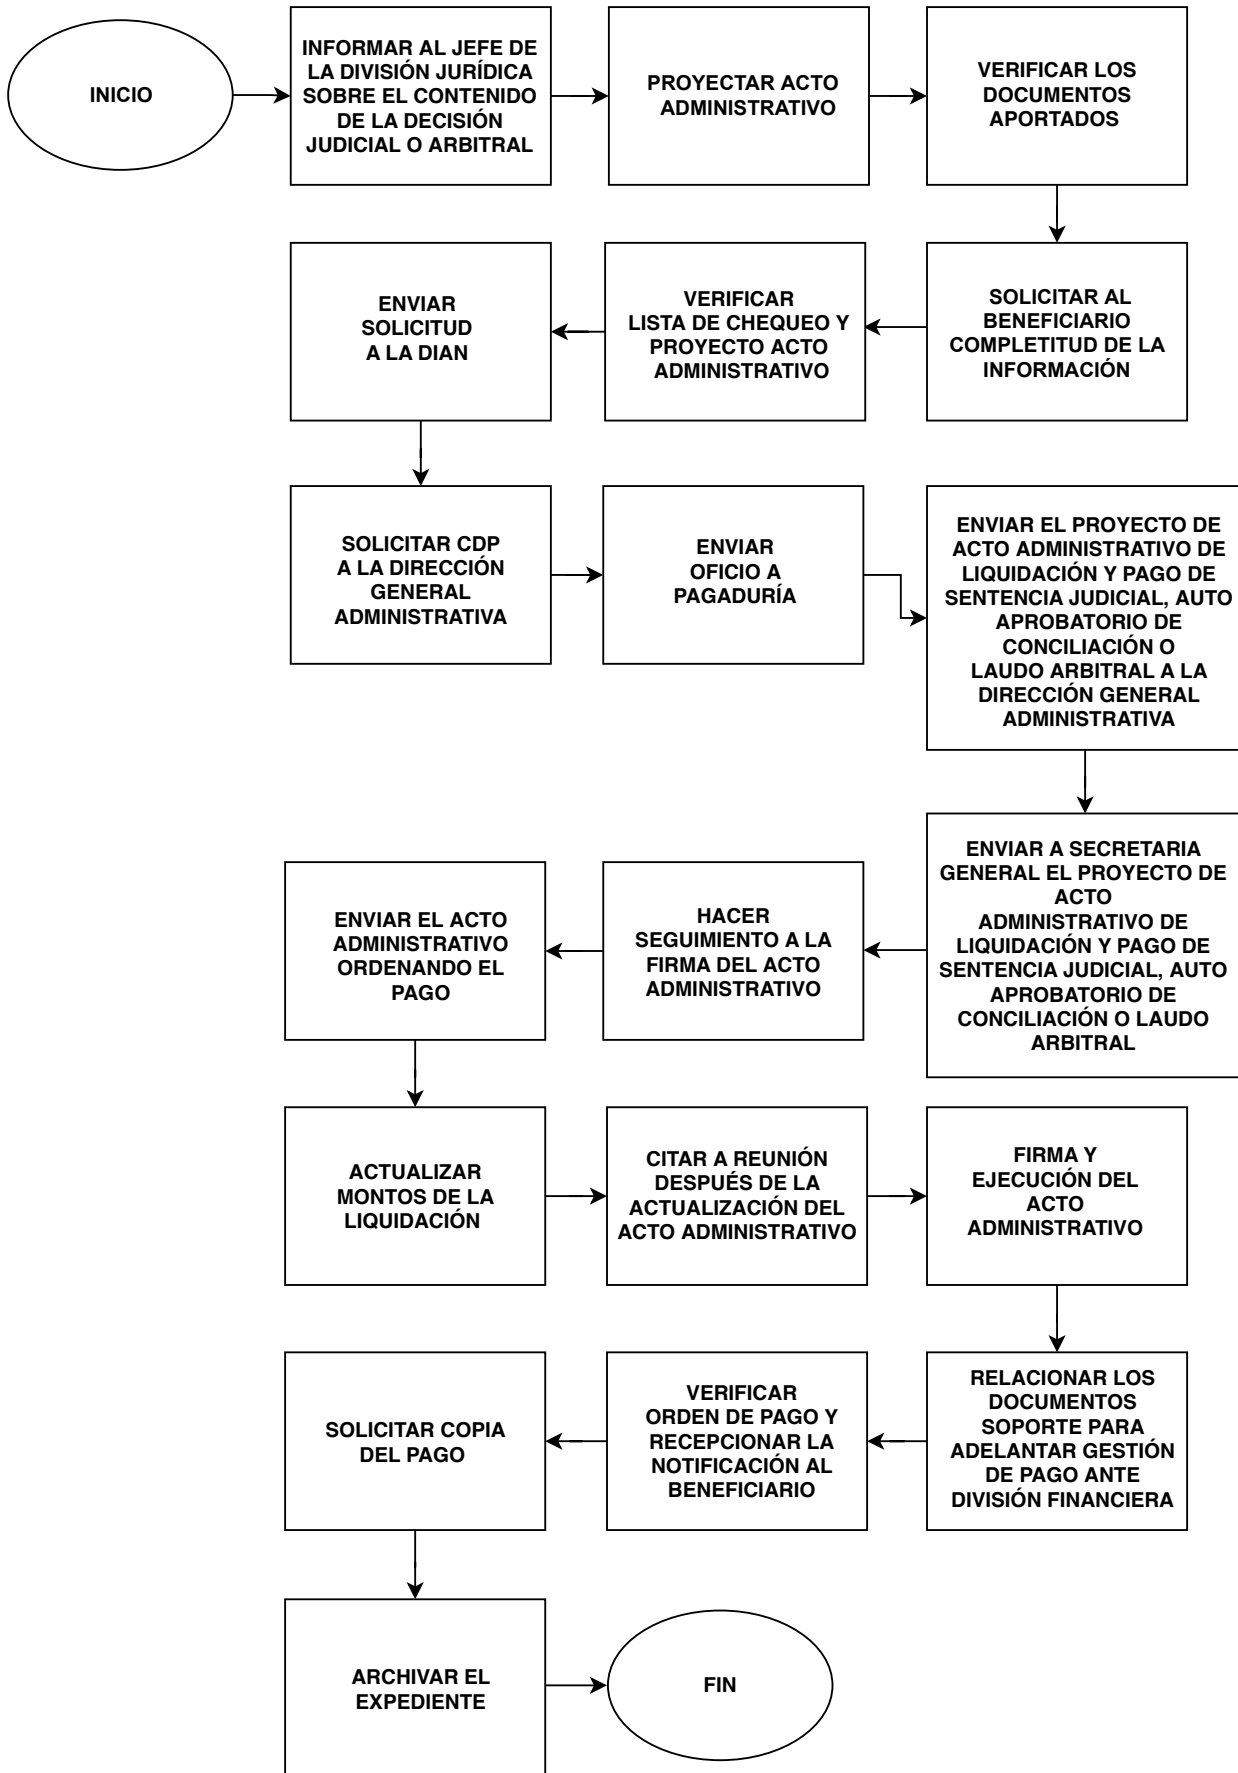 INICIO
INFORMAR AL JEFE DE
LA DIVISIÓN JURÍDICA
SOBRE EL CONTENIDO
DE LA DECISIÓN
JUDICIAL O ARBITRAL
PROYECTAR ACTO
ADMINISTRATIVO
VERIFICAR LOS
DOCUMENTOS
APORTADOS
SOLICITAR AL
BENEFICIARIO
COMPLETITUD DE LA
INFORMACIÓN
VERIFICAR
LISTA DE CHEQUEO Y
PROYECTO ACTO
ADMINISTRATIVO
ENVIAR
SOLICITUD
A LA DIAN
SOLICITAR CDP
A LA DIRECCIÓN
GENERAL
ADMINISTRATIVA
ENVIAR
OFICIO A
PAGADURÍA
ENVIAR EL PROYECTO DE
ACTO ADMINISTRATIVO DE
LIQUIDACIÓN Y PAGO DE
SENTENCIA JUDICIAL, AUTO
APROBATORIO DE
CONCILIACIÓN O
LAUDO ARBITRAL A LA
DIRECCIÓN GENERAL
ADMINISTRATIVA
ENVIAR A SECRETARIA
GENERAL EL PROYECTO DE
ACTO
ADMINISTRATIVO DE
LIQUIDACIÓN Y PAGO DE
SENTENCIA JUDICIAL, AUTO
APROBATORIO DE
CONCILIACIÓN O LAUDO
ARBITRAL
HACER
SEGUIMIENTO A LA
FIRMA DEL ACTO
ADMINISTRATIVO
ENVIAR EL ACTO
ADMINISTRATIVO
ORDENANDO EL
PAGO
ACTUALIZAR
MONTOS DE LA
LIQUIDACIÓN
CITAR A REUNIÓN
DESPUÉS DE LA
ACTUALIZACIÓN DEL
ACTO ADMINISTRATIVO
FIRMA Y
EJECUCIÓN DEL
ACTO
ADMINISTRATIVO
RELACIONAR LOS
DOCUMENTOS
SOPORTE PARA
ADELANTAR GESTIÓN
DE PAGO ANTE
DIVISIÓN FINANCIERA
VERIFICAR
ORDEN DE PAGO Y
RECEPCIONAR LA
NOTIFICACIÓN AL
BENEFICIARIO
SOLICITAR COPIA
DEL PAGO
ARCHIVAR EL
EXPEDIENTE
FIN